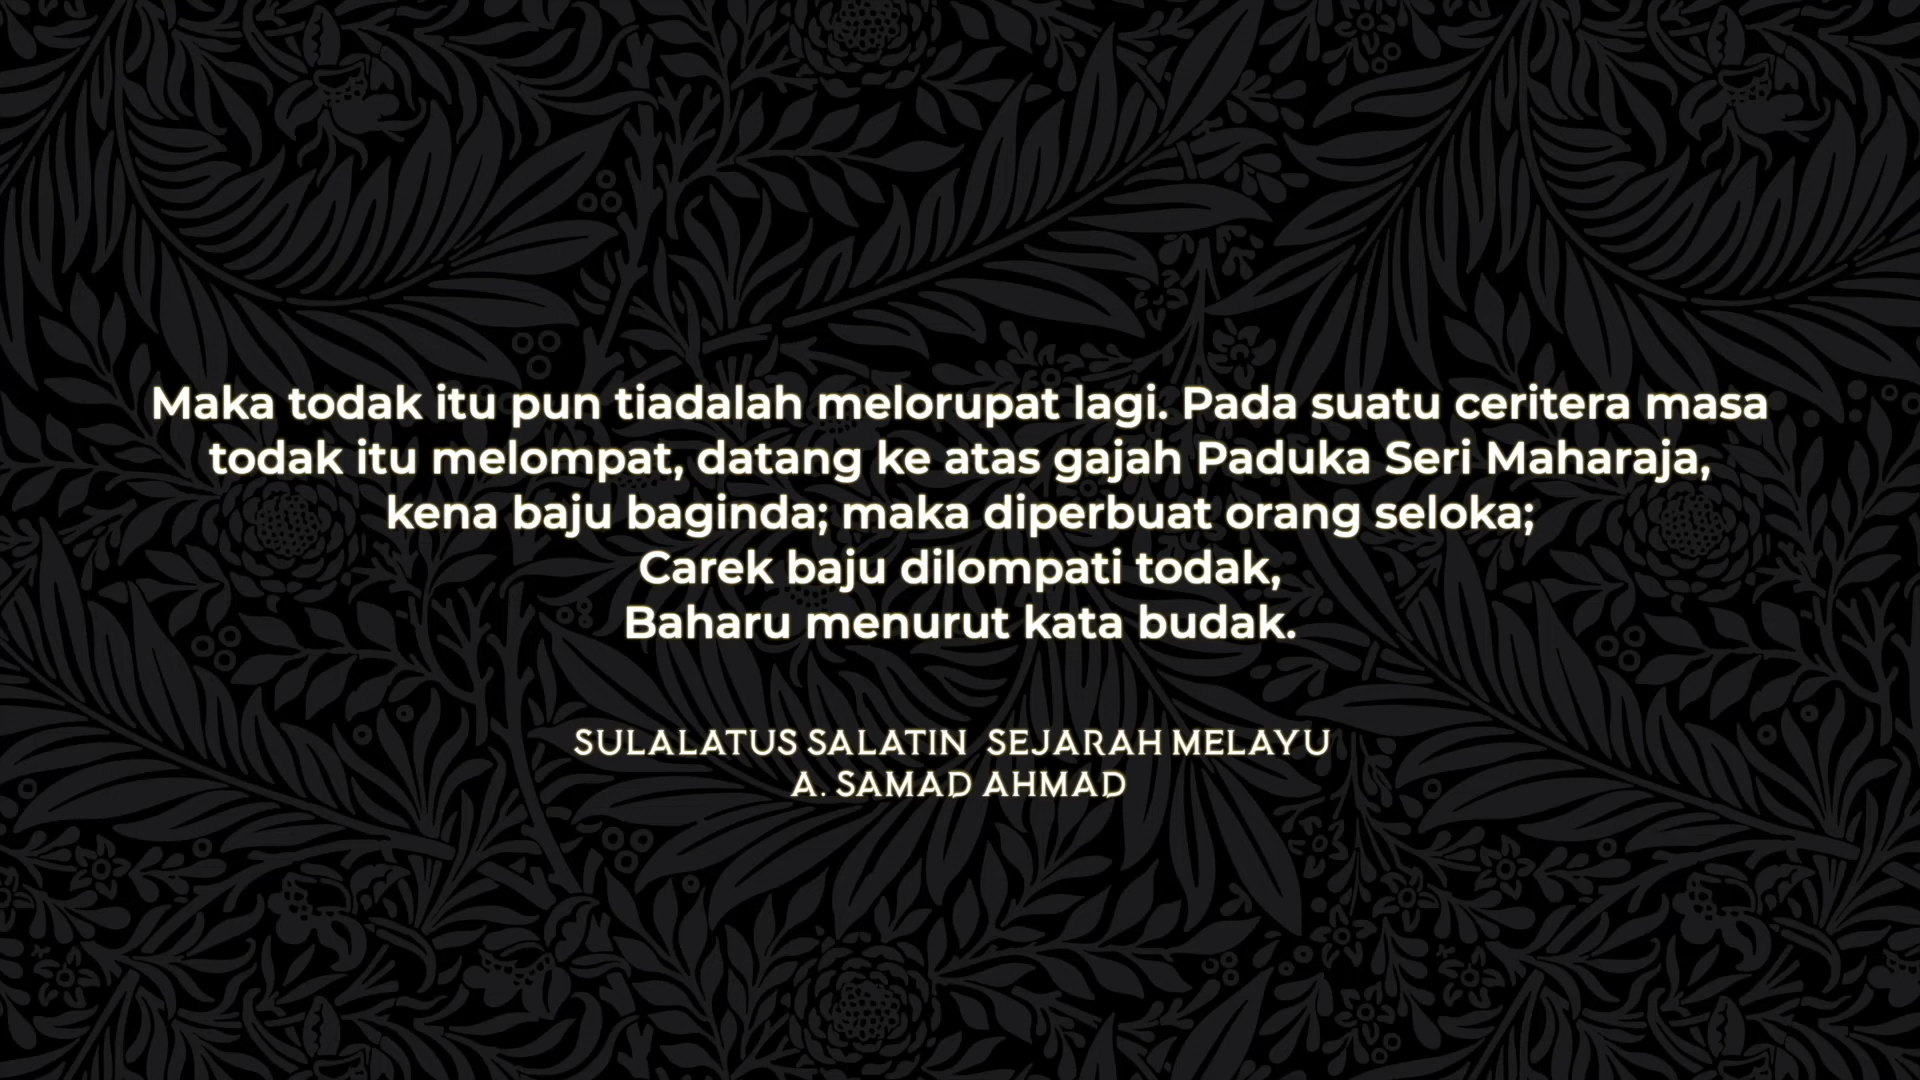 Maka todak itu pun tiadalah melorupat lagi. Pada suatu ceritera masa
todak itu melompat, datang ke atas gajah Paduka Seri Maharaja,
kena baju baginda; maka diperbuat orang seloka;
Carek baju dilompati todak,
Baharu menurut kata budak.
SULALATUS SALATIN SEJARAH MELAYU
A. SAMAD AHMAD